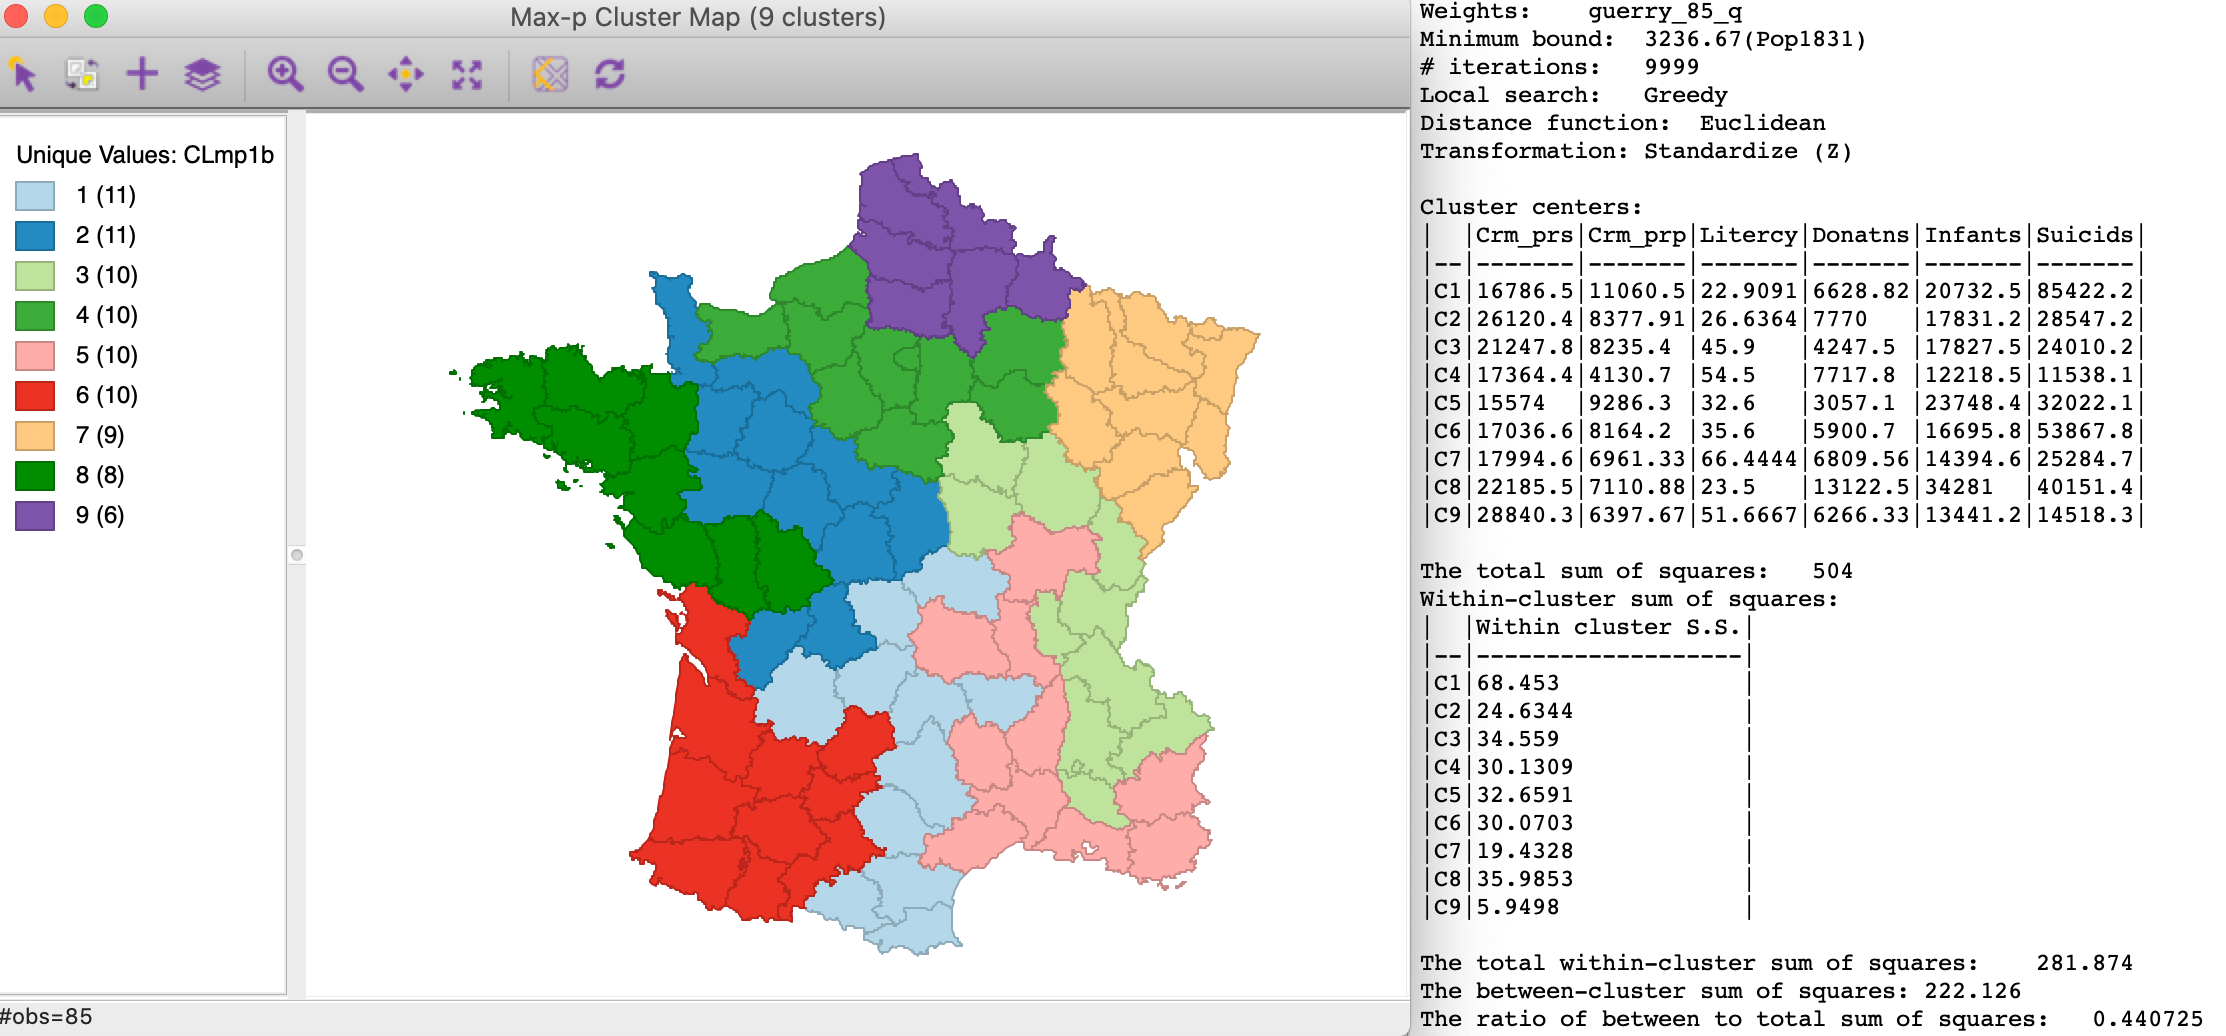 Max-p Cluster Map (9 clusters)
Unique Values: CLmp1b
1 (11)
2 (11)
3 (10)
4 (10)
5 (10)
6 (10)
7 (9)
8 (8)
9 (6)
#obs=85
Weights: guerry_85_q
Minimum bound: 3236.67(Pop1831)
# iterations: 9999
Local search: Greedy
Distance function: Euclidean
Transformation: Standardize (Z)
Cluster centers:
| |Crm_prs|Crm_prp|Litercy|Donatns|Infants|Suicids|
|--|-------|-------|-------|-------|-------|-------|
|C1|16786.5|11060.5|22.9091|6628.82|20732.5|85422.2|
|C2|26120.4|8377.91|26.6364|7770 |17831.2|28547.2|
|C3|21247.8|8235.4 |45.9 |4247.5 |17827.5|24010.2|
|C4|17364.4|4130.7 |54.5 |7717.8 |12218.5|11538.1|
|C5|15574 |9286.3 |32.6 |3057.1 |23748.4|32022.1|
|C6|17036.6|8164.2 |35.6 |5900.7 |16695.8|53867.8|
|C7|17994.6|6961.33|66.4444|6809.56|14394.6|25284.7|
|C8|22185.5|7110.88|23.5 |13122.5|34281 |40151.4|
|C9|28840.3|6397.67|51.6667|6266.33|13441.2|14518.3|
The total sum of squares: 504
Within-cluster sum of squares:
| |Within cluster S.S.|
|--|-------------------|
|C1|68.453 |
|C2|24.6344 |
|C3|34.559 |
|C4|30.1309 |
|C5|32.6591 |
|C6|30.0703 |
|C7|19.4328 |
|C8|35.9853 |
|C9|5.9498 |
The total within-cluster sum of squares: 281.874
The between-cluster sum of squares: 222.126
The ratio of between to total sum of squares: 0.440725